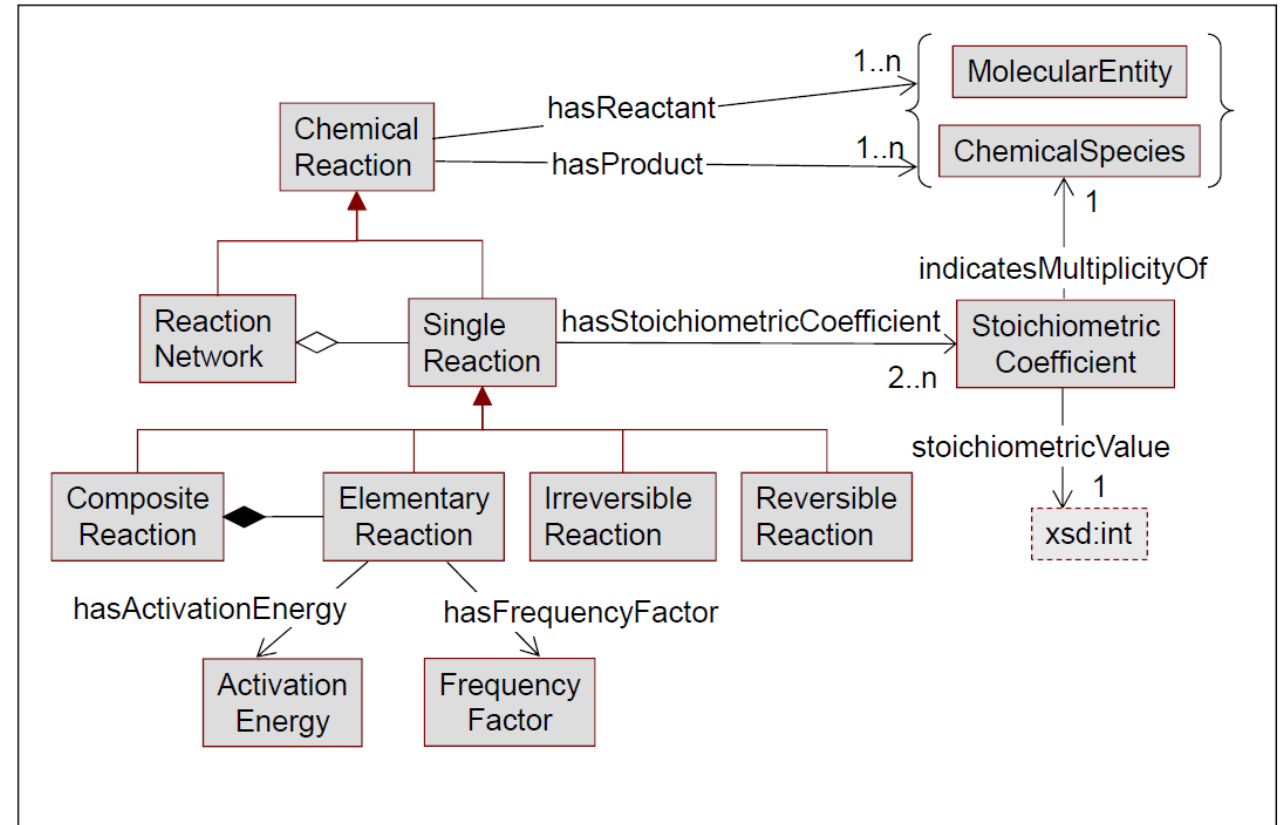 1..n
MolecularEntity
hasReactant
Chemical
Reaction
1..n
ChemicalSpecies
hasProduct
1
indicatesMultiplicityOf
Reaction
Network
Single
Reaction
hasStoichiometricCoefficient
2..n
Stoichiometric
Coefficient
stoichiometricValue
1
xsd:int
Composite
Reaction
Elementary
Reaction
Irreversible
Reaction
Reversible
Reaction
hasActivationEnergy
hasFrequencyFactor
Activation
Energy
Frequency
Factor